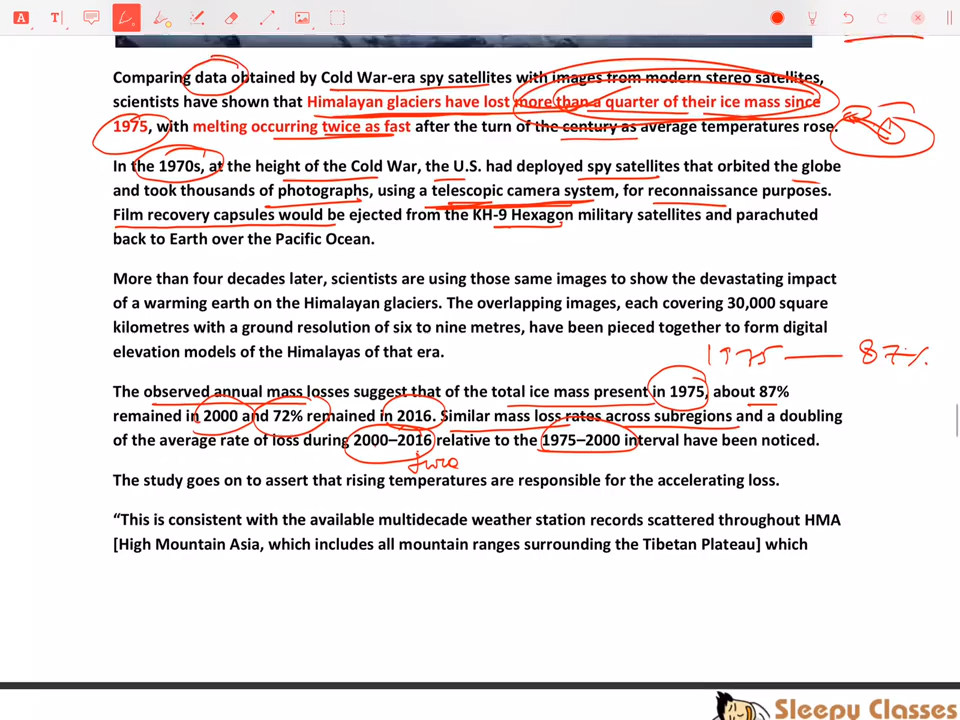 A T
Comparing data obtained by Cold War-era spy satellites with images from modern stereo satellites,
scientists have shown that Himalayan glaciers have lost more than a quarter of their ice mass since
1975, with melting occurring twice as fast after the turn of the century as average temperatures rose.
In the 1970s, at the height of the Cold War, the U.S. had deployed spy satellites that orbited the globe
and took thousands of photographs, using a telescopic camera system, for reconnaissance purposes.
Film recovery capsules would be ejected from the KH-9 Hexagon military satellites and parachuted
back to Earth over the Pacific Ocean.
More than four decades later, scientists are using those same images to show the devastating impact
of a warming earth on the Himalayan glaciers. The overlapping images, each covering 30,000 square
kilometres with a ground resolution of six to nine metres, have been pieced together to form digital
elevation models of the Himalayas of that era.
1975 — 87%
The observed annual mass losses suggest that of the total ice mass present in 1975, about 87%
remained in 2000 and 72% remained in 2016. Similar mass loss rates across subregions and a doubling
of the average rate of loss during 2000–2016 relative to the 1975–2000 interval have been noticed.
The study goes on to assert that rising temperatures are responsible for the accelerating loss.
“This is consistent with the available multidecade weather station records scattered throughout HMA
[High Mountain Asia, which includes all mountain ranges surrounding the Tibetan Plateau] which
Sleepy Classes